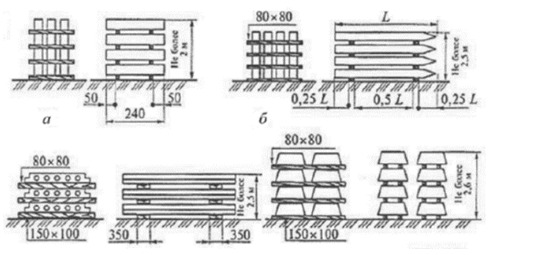 80×80
L
Не более
2 м
Не более
2,5 м
50
50
240
0,25 L
0,5 L
0,25 L
а
б
80×80
80×80
Не более
2,5 м
Не более
2,6 м
150×100
350
350
150×100